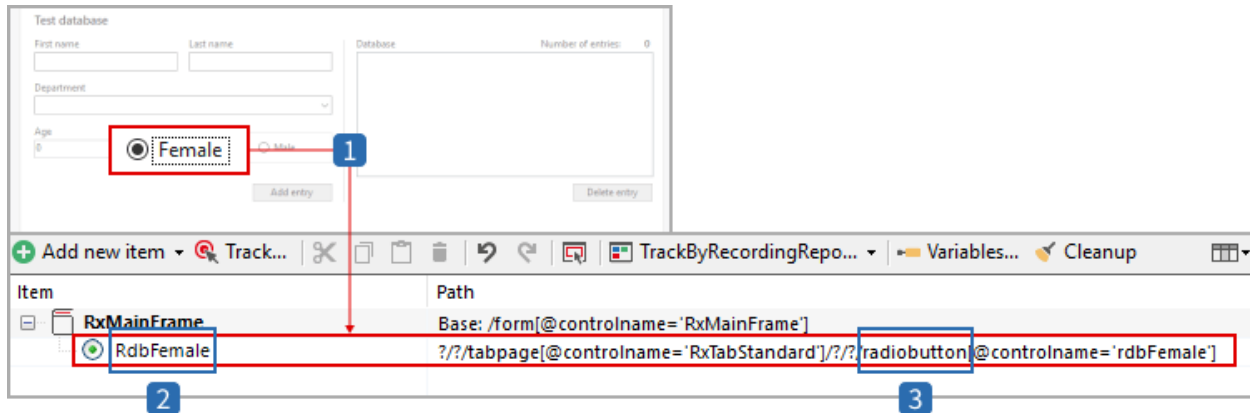 Test database
First name Last name Database Number of entries: 0
Department
Age
0 Female Male 1
Add entry Delete entry
Add new item Track... TrackByRecordingRepo... Variables... Cleanup
Item Path
RxMainFrame Base: /form[@controlname='RxMainFrame']
RdbFemale ?/?/tabpage[@controlname='RxTabStandard']/?/?/radiobutton[@controlname='rdbFemale']
2 3